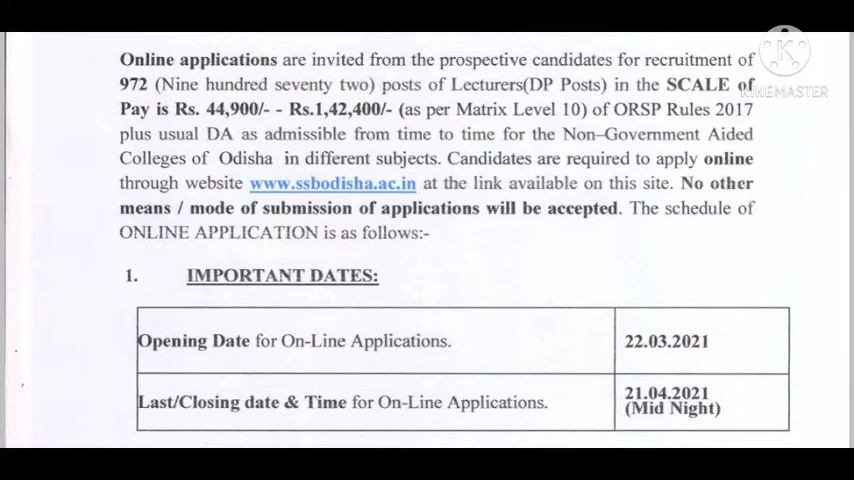 Online applications are invited from the prospective candidates for recruitment of
972 (Nine hundred seventy two) posts of Lecturers(DP Posts) in the SCALE of
Pay is Rs. 44,900/- - Rs.1,42,400/- (as per Matrix Level 10) of ORSP Rules 2017
plus usual DA as admissible from time to time for the Non–Government Aided
Colleges of Odisha in different subjects. Candidates are required to apply online
through website www.ssbodisha.ac.in at the link available on this site. No other
means / mode of submission of applications will be accepted. The schedule of
ONLINE APPLICATION is as follows:-
1. IMPORTANT DATES:
Opening Date for On-Line Applications. 22.03.2021
Last/Closing date & Time for On-Line Applications. 21.04.2021
(Mid Night)
K
KINEMASTER